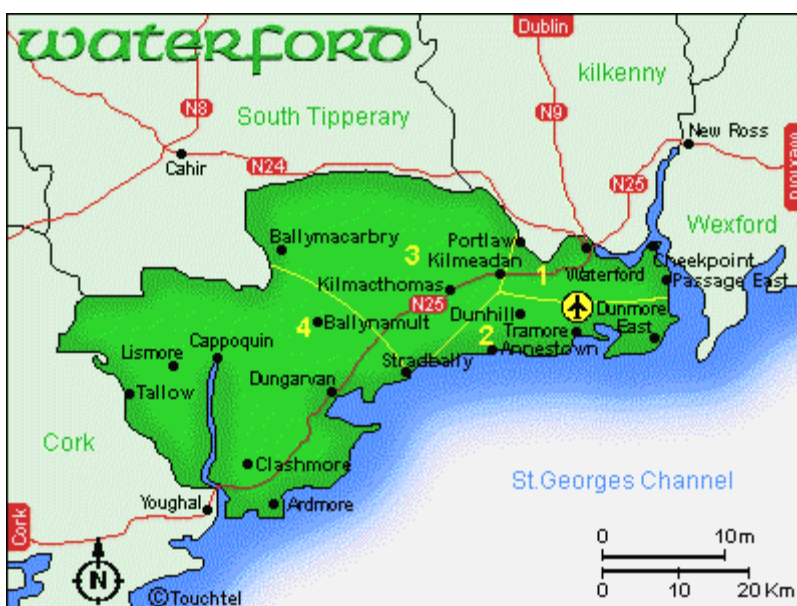 WATERFORD
Dublin
kilkenny
N8
South Tipperary
N9
New Ross
Wexford
Cahir
N24
N25
Wexford
Ballymacarbry
3
Portlaw
Kilmeadan
1
Waterford
Cheekpoint
Passage East
Kilmacthomas
N25
Dunhill
Dunmore
East
4
Ballynamult
Tramore
2
Annestown
Cappoquin
Lismore
Stradbally
Tallow
Dungarvan
Cork
Clashmore
St.Georges Channel
Youghal
Ardmore
Cork
N
0 10m
0 10 20 Km
©Touchtel